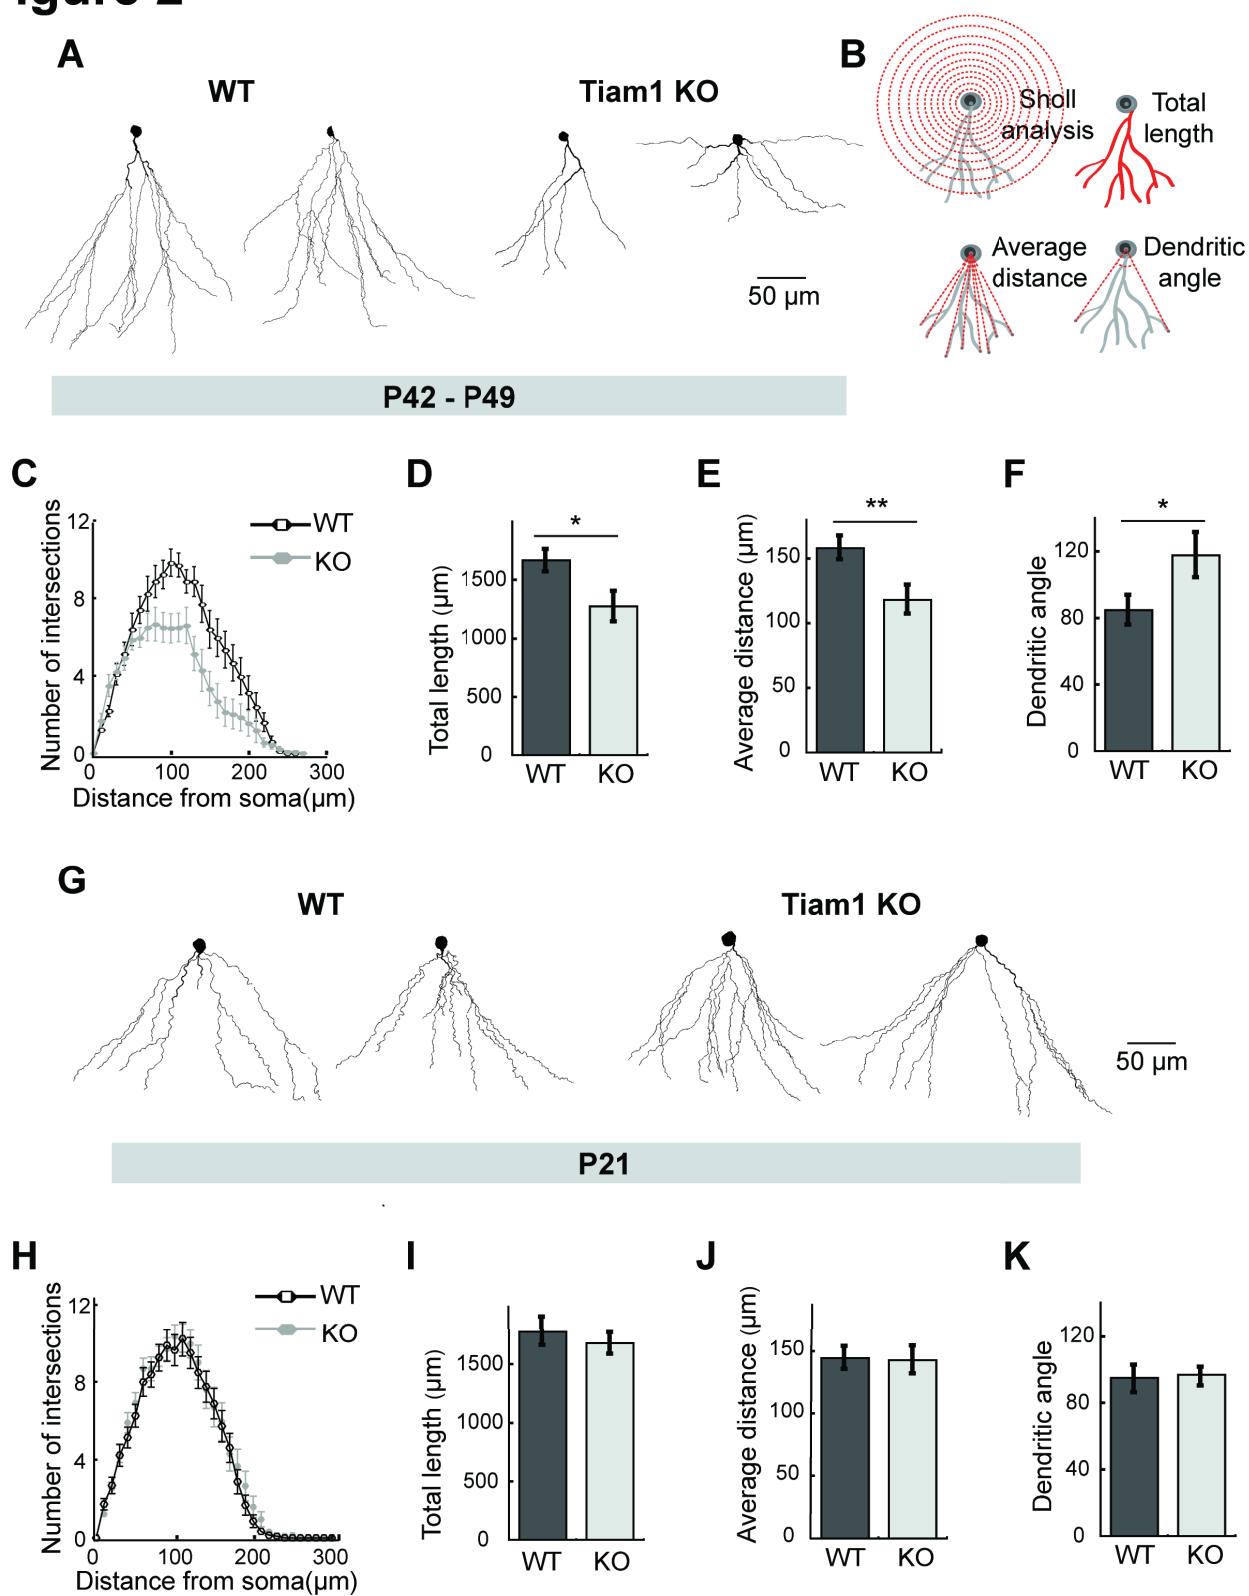 A
B
WT
Tiam1 KO
Sholl
analysis
Total
length
Average
distance
Dendritic
angle
50 µm
P42 - P49
C
D
E
F
Number of intersections
12
8
4
0
0
100
200
300
Distance from soma(µm)
WT
KO
Total length (µm)
1500
1000
500
0
*
WT
KO
Average distance (µm)
150
100
50
0
**
WT
KO
Dendritic angle
120
80
40
0
*
WT
KO
G
WT
Tiam1 KO
50 µm
P21
H
I
J
K
Number of intersections
12
8
4
0
0
100
200
300
Distance from soma(µm)
WT
KO
Total length (µm)
1500
1000
500
0
WT
KO
Average distance (µm)
150
100
50
0
WT
KO
Dendritic angle
120
80
40
0
WT
KO